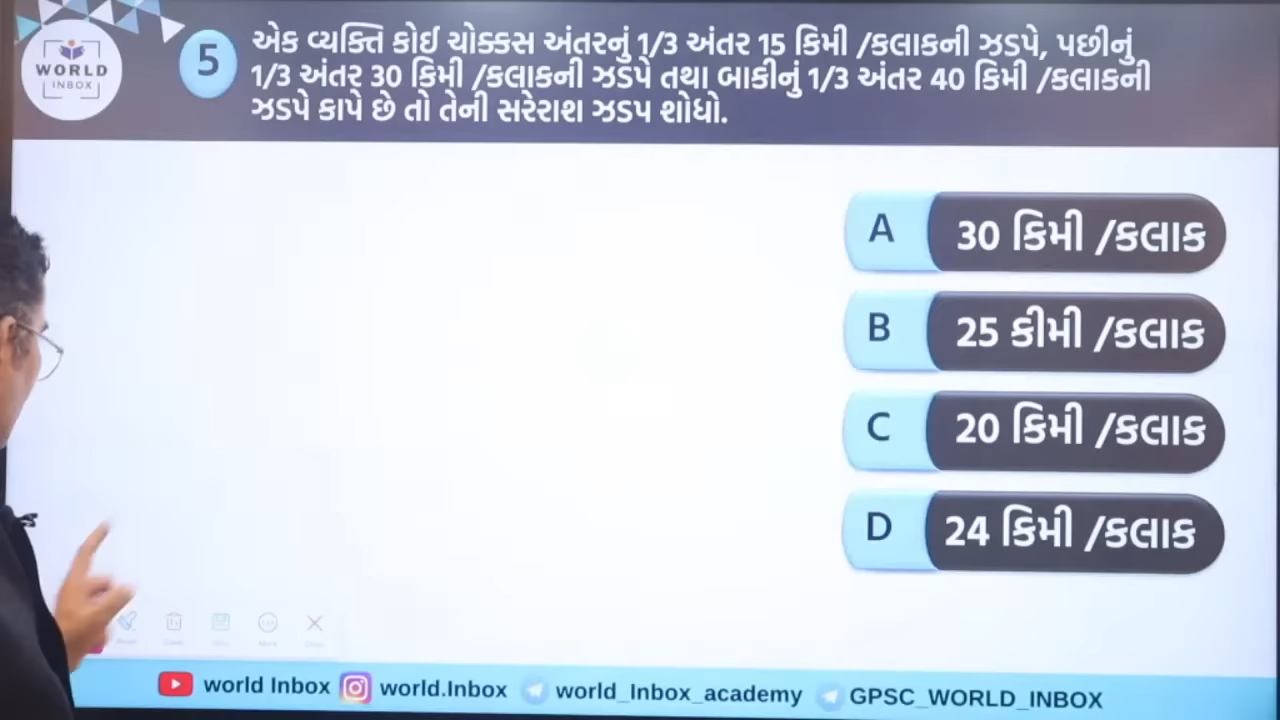 WORLD
INBOX
5
એક વ્યક્તિ કોઈ ચોક્કસ અંતરનું 1/3 અંતર 15 કિમી /કલાકની ઝડપે, પછીનું
1/3 અંતર 30 કિમી /કલાકની ઝડપે તથા બાકીનું 1/3 અંતર 40 કિમી /કલાકની
ઝડપે કાપે છે તો તેની સરેરાશ ઝડપ શોધો.
A 30 કિમી /કલાક
B 25 કીમી /કલાક
C 20 કિમી /કલાક
D 24 કિમી /કલાક
world Inbox world.Inbox world_Inbox_academy GPSC_WORLD_INBOX